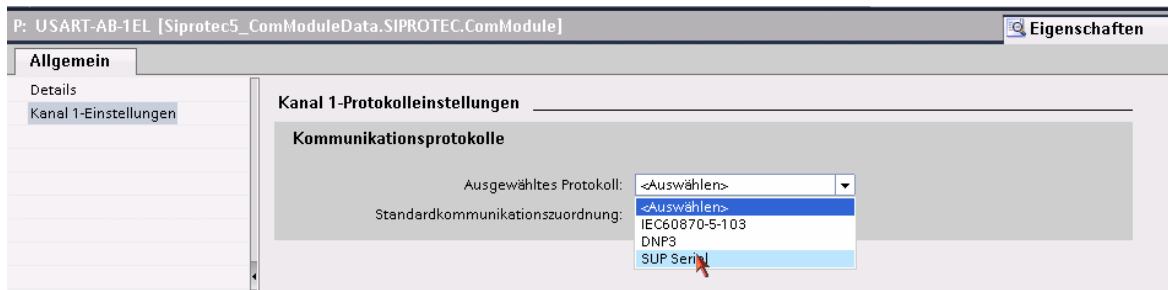 P: USART-AB-1EL [Siprotec5_ComModuleData.SIPROTEC.ComModule]
Eigenschaften
Allgemein
Details
Kanal 1-Einstellungen
Kanal 1-Protokolleinstellungen
Kommunikationsprotokolle
Ausgewähltes Protokoll: <Auswählen>
Standardkommunikationszuordnung:
<Auswählen>
IEC60870-5-103
DNP3
SUP Serial